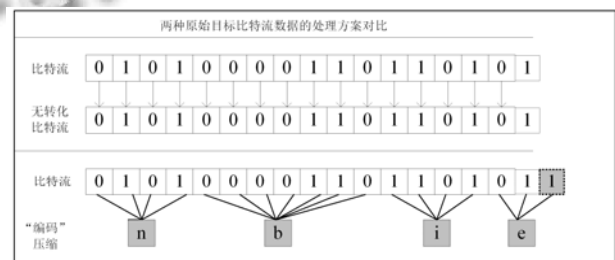 两种原始目标比特流数据的处理方案对比
比特流 0 1 0 1 0 0 0 0 1 1 0 1 1 0 1 0 1
无转化
比特流 0 1 0 1 0 0 0 0 1 1 0 1 1 0 1 0 1
比特流 0 1 0 1 0 0 0 0 1 1 0 1 1 0 1 0 1 1
“编码”
压缩 n b i e